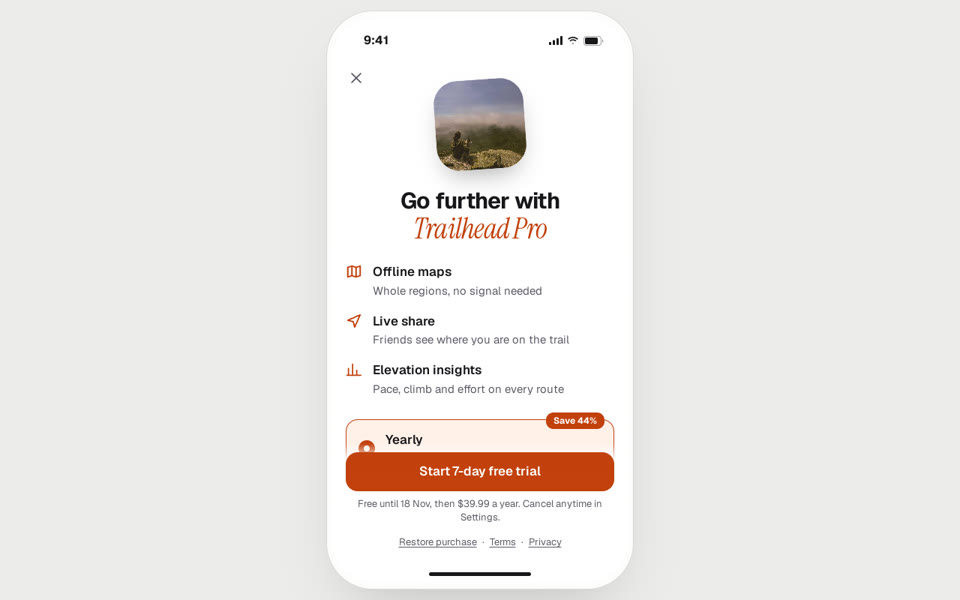 9:41
Go further with
Trailhead Pro
Offline maps
Whole regions, no signal needed
Live share
Friends see where you are on the trail
Elevation insights
Pace, climb and effort on every route
Save 44%
Yearly
Start 7-day free trial
Free until 18 Nov, then $39.99 a year. Cancel anytime in
Settings.
Restore purchase · Terms · Privacy